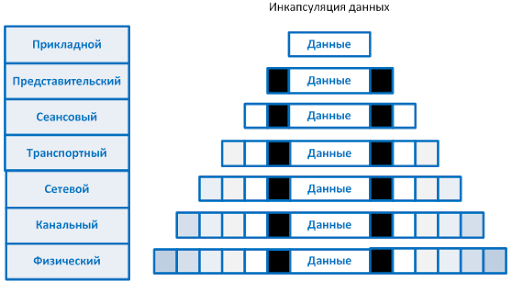 Инкапсуляция данных
Прикладной
Данные
Представительский
Данные
Сеансовый
Данные
Транспортный
Данные
Сетевой
Данные
Канальный
Данные
Физический
Данные